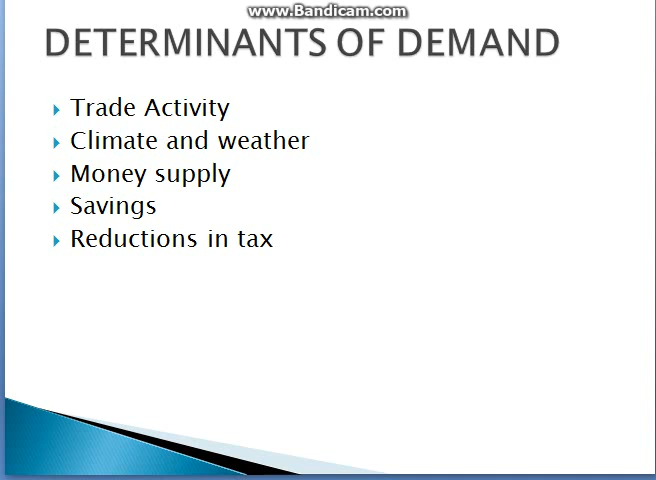 www.Bandicam.com
DETERMINANTS OF DEMAND
Trade Activity
Climate and weather
Money supply
Savings
Reductions in tax